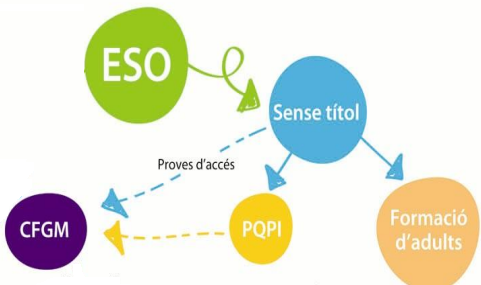 ESO
Sense títol
Proves d'accés
CFGM
PQPI
Formació
d'adults